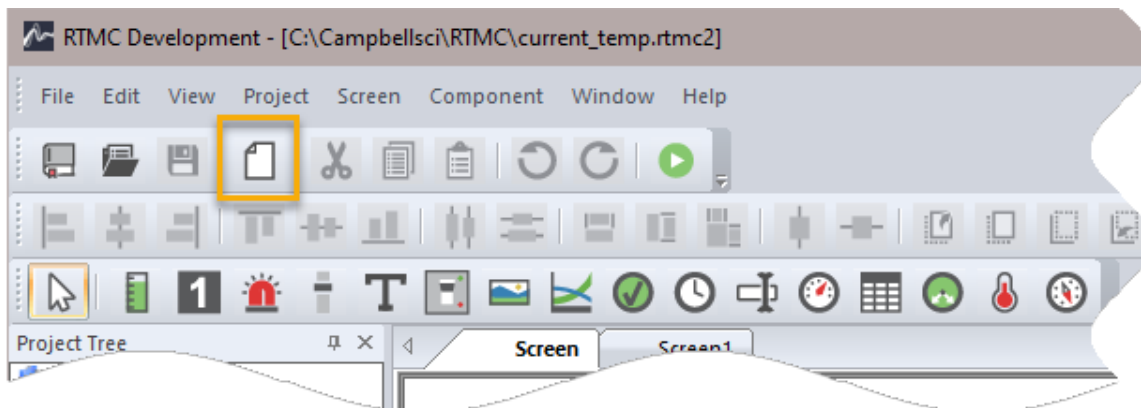 RTMC Development - [C:\Campbellsci\RTMC\current_temp.rtmc2]
File Edit View Project Screen Component Window Help
1 T
Project Tree Screen Screen1